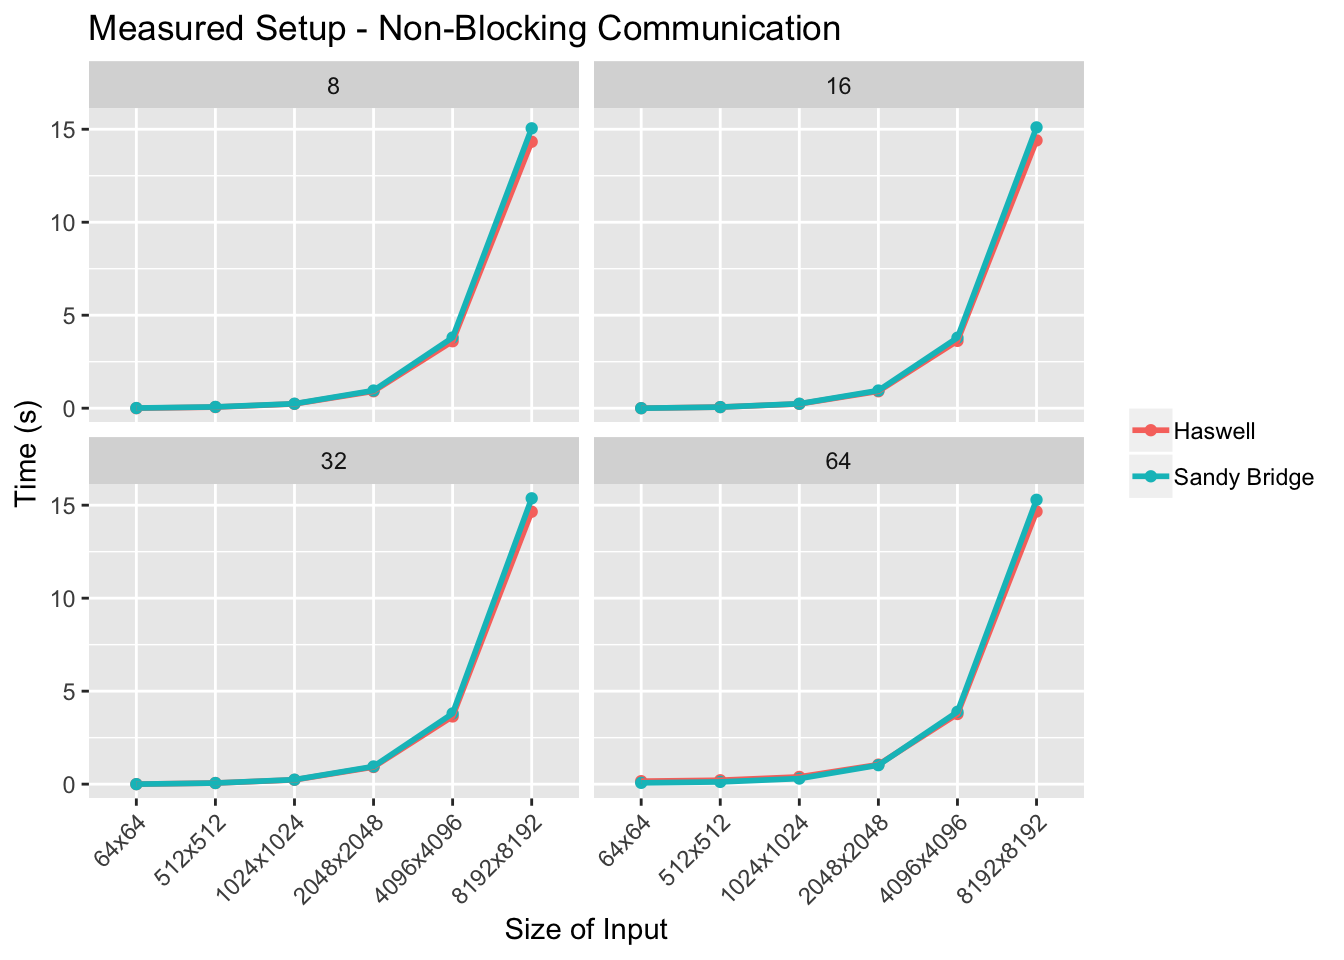 Measured Setup - Non-Blocking Communication
8
16
15
10
5
0
32
64
15
10
5
0
Time (s)
64x64
512x512
1024x1024
2048x2048
4096x4096
8192x8192
64x64
512x512
1024x1024
2048x2048
4096x4096
8192x8192
Size of Input
Haswell
Sandy Bridge